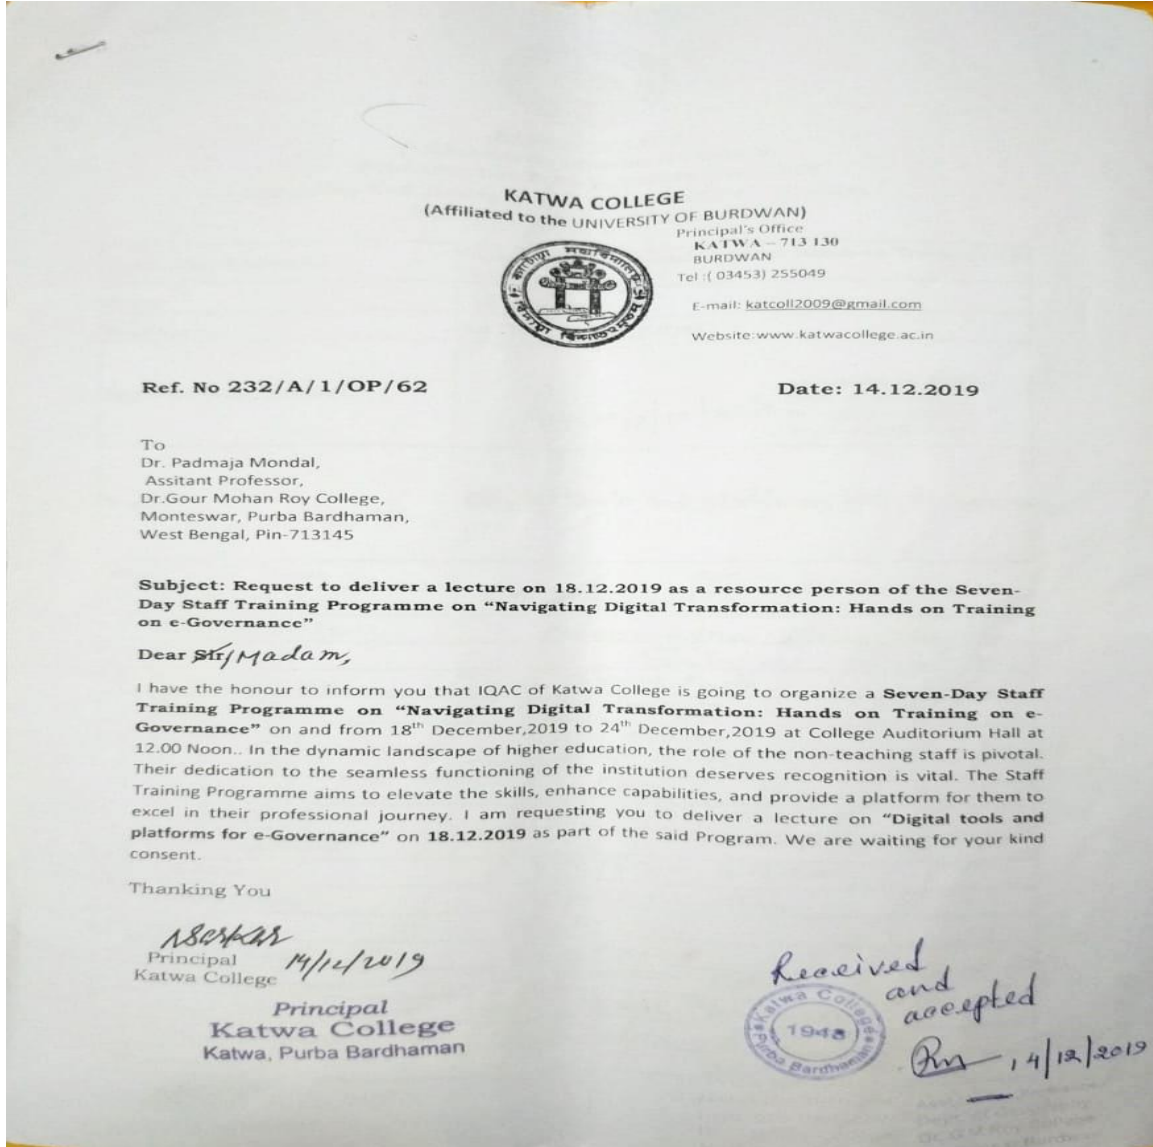 KATWA COLLEGE
(Affiliated to the UNIVERSITY OF BURDWAN)
Principal's Office
KATWA – 713 130
BURDWAN
Tel :( 03453) 255049
E-mail: katcoll2009@gmail.com
Website:www.katwacollege.ac.in
Ref. No 232/A/1/OP/62
Date: 14.12.2019
To
Dr. Padmaja Mondal,
Assitant Professor,
Dr.Gour Mohan Roy College,
Monteswar, Purba Bardhaman,
West Bengal, Pin-713145
Subject: Request to deliver a lecture on 18.12.2019 as a resource person of the Seven-
Day Staff Training Programme on “Navigating Digital Transformation: Hands on Training
on e-Governance”
Dear Sir/Madam,
I have the honour to inform you that IQAC of Katwa College is going to organize a Seven-Day Staff
Training Programme on “Navigating Digital Transformation: Hands on Training on e-
Governance” on and from 18th December,2019 to 24th December,2019 at College Auditorium Hall at
12.00 Noon.. In the dynamic landscape of higher education, the role of the non-teaching staff is pivotal.
Their dedication to the seamless functioning of the institution deserves recognition is vital. The Staff
Training Programme aims to elevate the skills, enhance capabilities, and provide a platform for them to
excel in their professional journey. I am requesting you to deliver a lecture on “Digital tools and
platforms for e-Governance” on 18.12.2019 as part of the said Program. We are waiting for your kind
consent.
Thanking You
NSarkar
Principal
14/12/2019
Katwa College
Principal
Katwa College
Katwa, Purba Bardhaman
Received
and
accepted
Katwa College
1948
Purba Bardhaman
14/12/2019